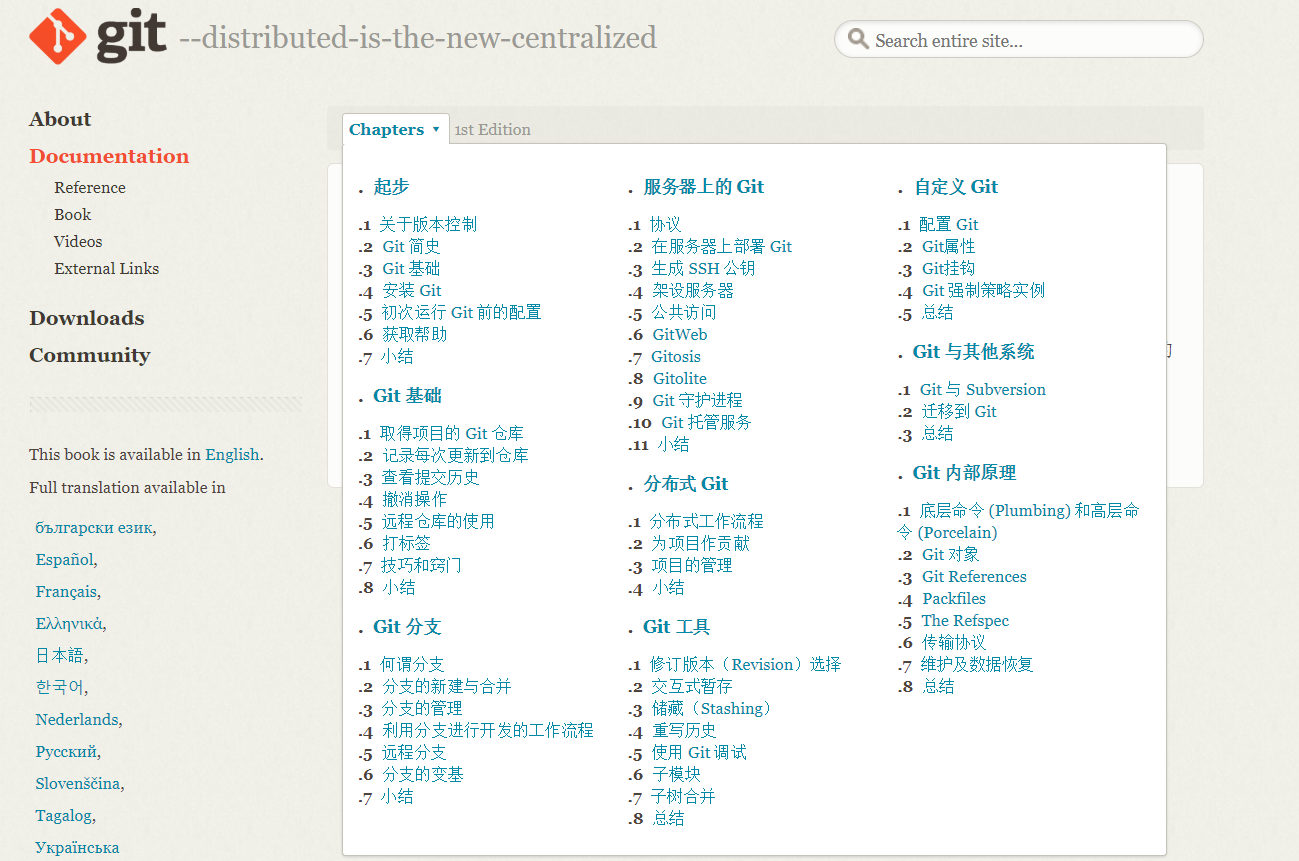 git --distributed-is-the-new-centralized
Search entire site...
About
Documentation
Reference
Book
Videos
External Links
Downloads
Community
This book is available in English.
Full translation available in
български език,
Español,
Français,
Ελληνικά,
日本語,
한국어,
Nederlands,
Русский,
Slovenščina,
Tagalog,
Українська
Chapters ▼ 1st Edition
. 起步
.1 关于版本控制
.2 Git 简史
.3 Git 基础
.4 安装 Git
.5 初次运行 Git 前的配置
.6 获取帮助
.7 小结
. Git 基础
.1 取得项目的 Git 仓库
.2 记录每次更新到仓库
.3 查看提交历史
.4 撤消操作
.5 远程仓库的使用
.6 打标签
.7 技巧和窍门
.8 小结
. Git 分支
.1 何谓分支
.2 分支的新建与合并
.3 分支的管理
.4 利用分支进行开发的工作流程
.5 远程分支
.6 分支的变基
.7 小结
. 服务器上的 Git
.1 协议
.2 在服务器上部署 Git
.3 生成 SSH 公钥
.4 架设服务器
.5 公共访问
.6 GitWeb
.7 Gitosis
.8 Gitolite
.9 Git 守护进程
.10 Git 托管服务
.11 小结
. 分布式 Git
.1 分布式工作流程
.2 为项目作贡献
.3 项目的管理
.4 小结
. Git 工具
.1 修订版本（Revision）选择
.2 交互式暂存
.3 储藏（Stashing）
.4 重写历史
.5 使用 Git 调试
.6 子模块
.7 子树合并
.8 总结
. 自定义 Git
.1 配置 Git
.2 Git属性
.3 Git挂钩
.4 Git 强制策略实例
.5 总结
. Git 与其他系统
.1 Git 与 Subversion
.2 迁移到 Git
.3 总结
. Git 内部原理
.1 底层命令 (Plumbing) 和高层命
令 (Porcelain)
.2 Git 对象
.3 Git References
.4 Packfiles
.5 The Refspec
.6 传输协议
.7 维护及数据恢复
.8 总结